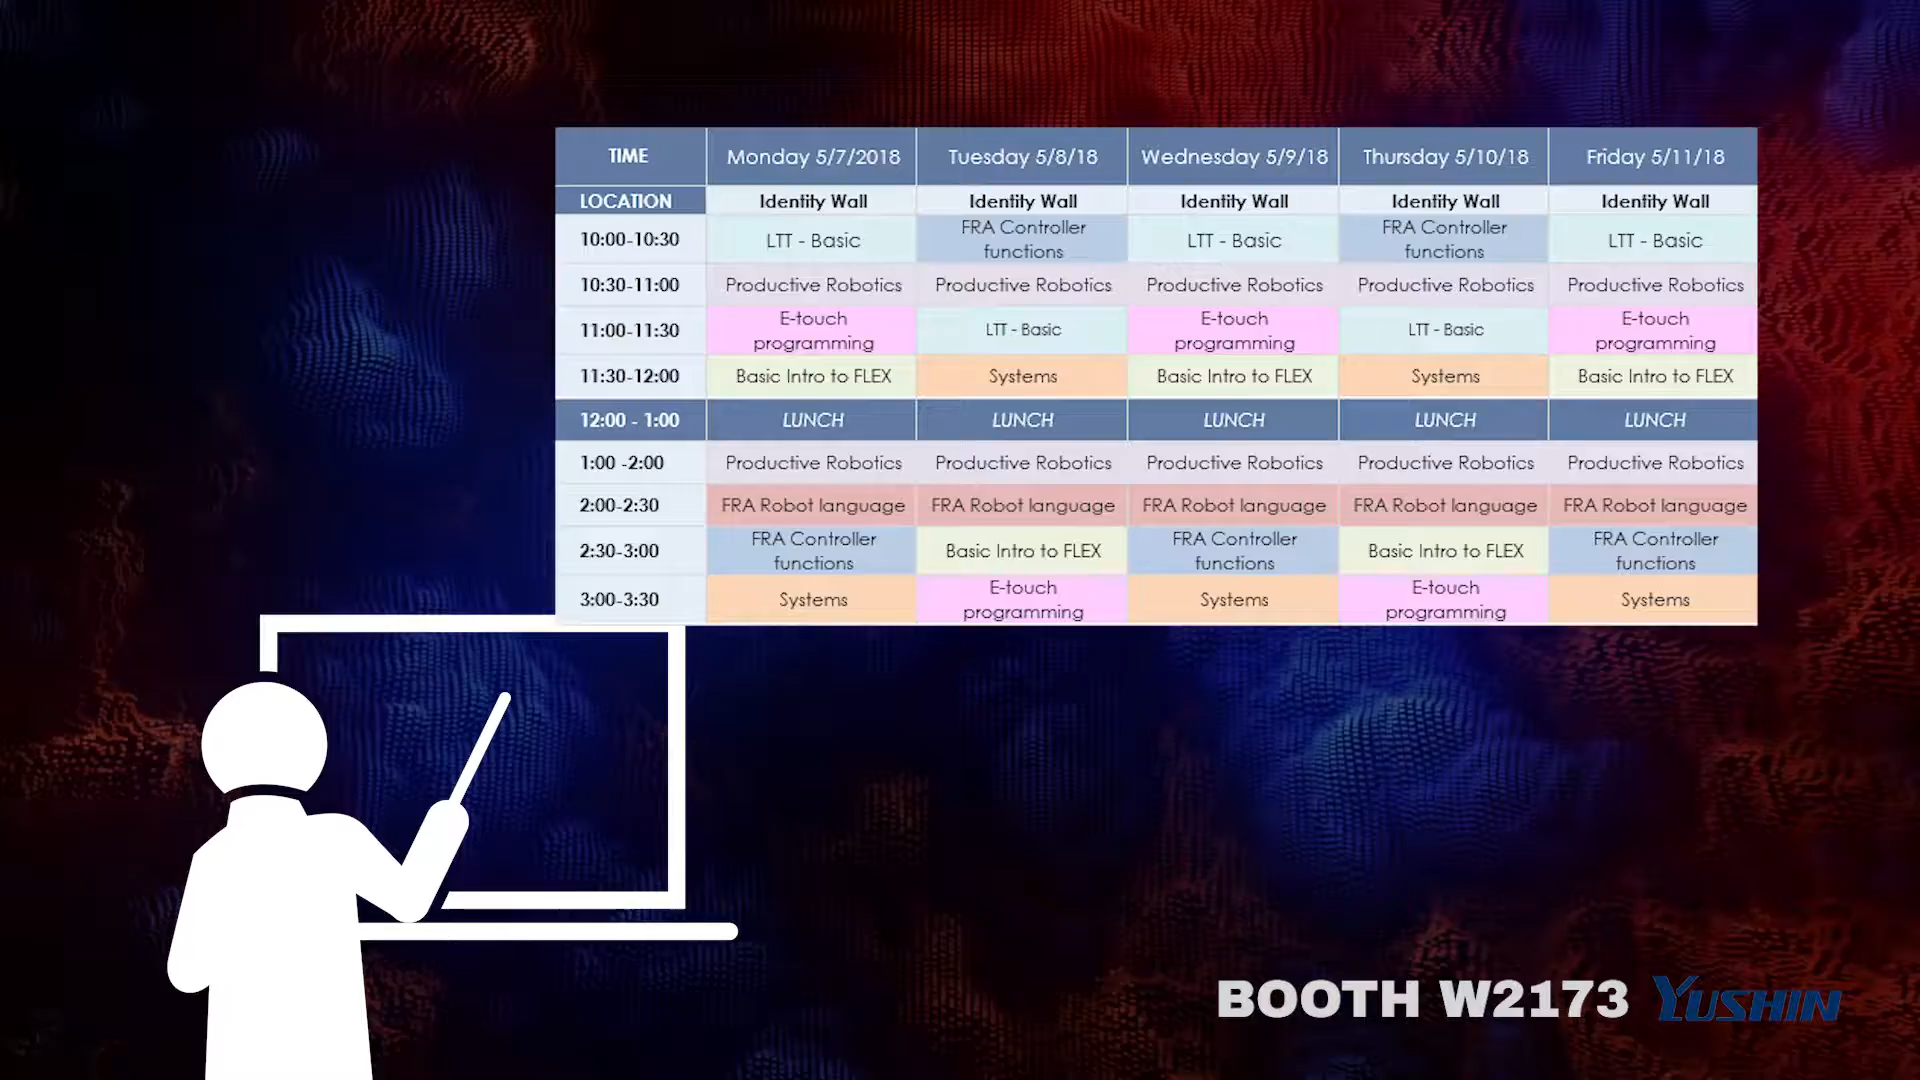 TIME Monday 5/7/2018 Tuesday 5/8/18 Wednesday 5/9/18 Thursday 5/10/18 Friday 5/11/18
LOCATION Identity Wall Identity Wall Identity Wall Identity Wall Identity Wall
10:00-10:30 LTT - Basic FRA Controller functions LTT - Basic FRA Controller functions LTT - Basic
10:30-11:00 Productive Robotics Productive Robotics Productive Robotics Productive Robotics Productive Robotics
11:00-11:30 E-touch programming LTT - Basic E-touch programming LTT - Basic E-touch programming
11:30-12:00 Basic Intro to FLEX Systems Basic Intro to FLEX Systems Basic Intro to FLEX
12:00 - 1:00 LUNCH LUNCH LUNCH LUNCH LUNCH
1:00 -2:00 Productive Robotics Productive Robotics Productive Robotics Productive Robotics Productive Robotics
2:00-2:30 FRA Robot language FRA Robot language FRA Robot language FRA Robot language FRA Robot language
2:30-3:00 FRA Controller functions Basic Intro to FLEX FRA Controller functions Basic Intro to FLEX FRA Controller functions
3:00-3:30 Systems E-touch programming Systems E-touch programming Systems
BOOTH W2173 YUSHIN